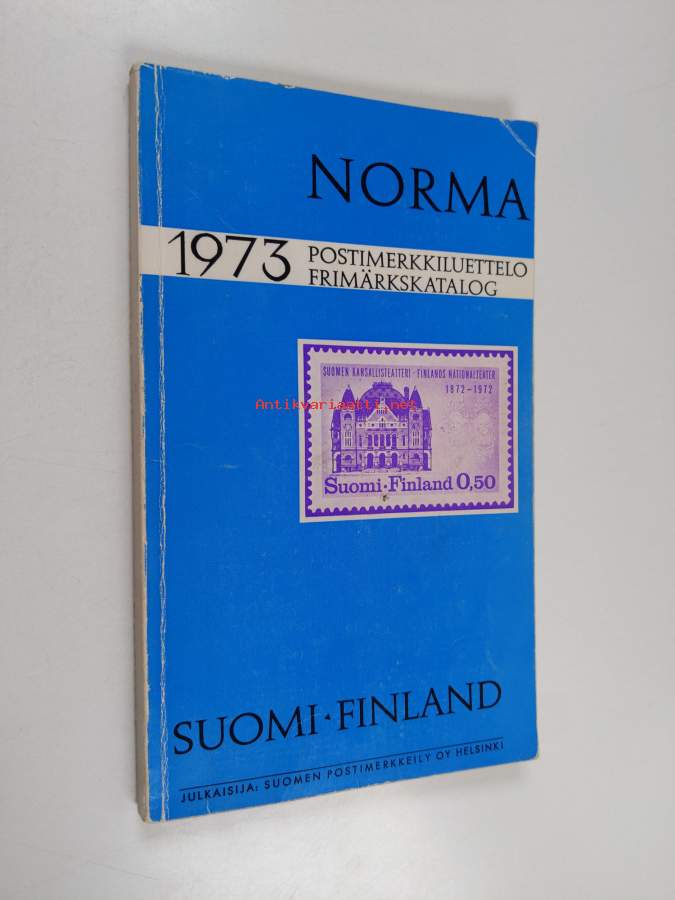 NORMA
1973 POSTIMERKKILUETTELO
FRIMÄRKSKATALOG
SUOMEN KANSALLISTEATTERI - FINLANDS NATIONALTEATER
1872-1972
Antikvariaatti.net
Suomi·Finland 0,50
SUOMI·FINLAND
JULKAISIJA: SUOMEN POSTIMERKKEILY OY HELSINKI